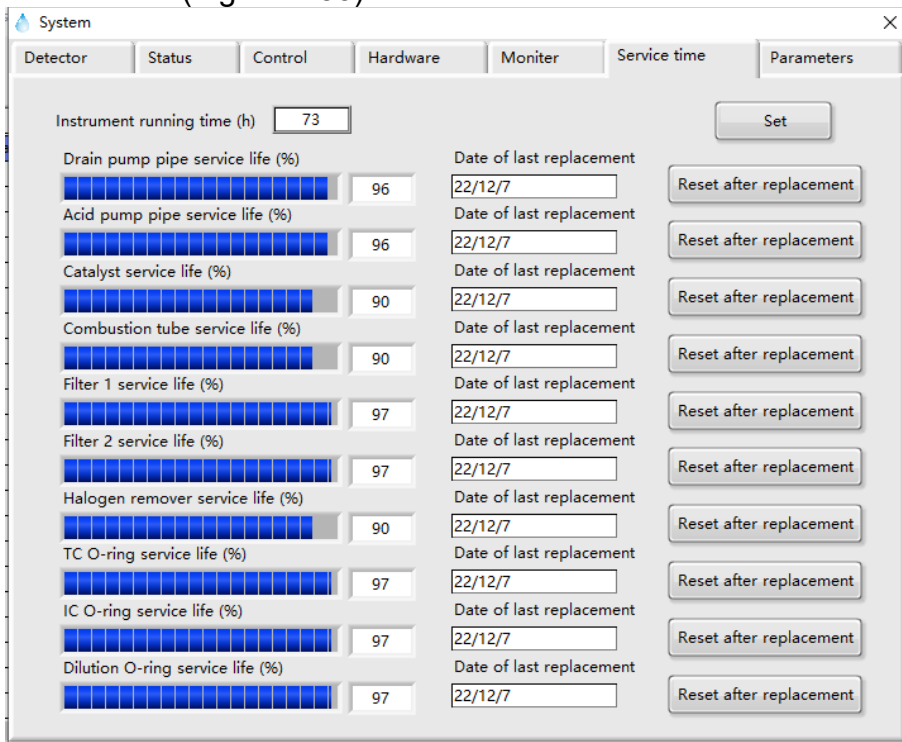 System
Detector Status Control Hardware Moniter Service time Parameters
Instrument running time (h) 73 Set
Drain pump pipe service life (%) Date of last replacement
96 22/12/7 Reset after replacement
Acid pump pipe service life (%) Date of last replacement
96 22/12/7 Reset after replacement
Catalyst service life (%) Date of last replacement
90 22/12/7 Reset after replacement
Combustion tube service life (%) Date of last replacement
90 22/12/7 Reset after replacement
Filter 1 service life (%) Date of last replacement
97 22/12/7 Reset after replacement
Filter 2 service life (%) Date of last replacement
97 22/12/7 Reset after replacement
Halogen remover service life (%) Date of last replacement
90 22/12/7 Reset after replacement
TC O-ring service life (%) Date of last replacement
97 22/12/7 Reset after replacement
IC O-ring service life (%) Date of last replacement
97 22/12/7 Reset after replacement
Dilution O-ring service life (%) Date of last replacement
97 22/12/7 Reset after replacement